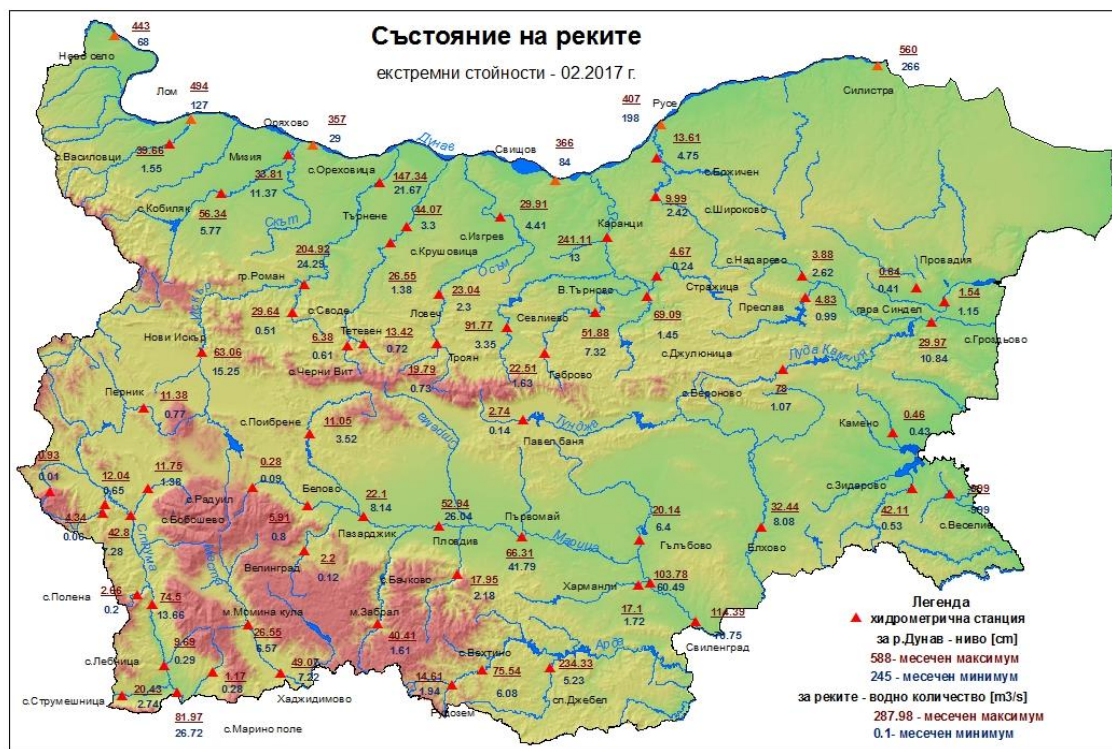 Състояние на реките
екстремни стойности - 02.2017 г.
443
68
Ново село
560
266
Силистра
494
127
Лом
407
198
Русе
357
29
Оряхово
366
84
Свищов
Дунав
13.61
4.75
с.Божичен
39.66
1.55
с.Василовци
Мизия
33.81
11.37
с.Ореховица
147.34
21.67
9.99
2.42
с.Широково
с.Кобиляк
56.34
5.77
Скът
Търнене
44.07
3.3
с.Крушовица
29.91
4.41
с.Изгрев
Каранци
241.11
13
204.92
24.29
гр.Роман
Осъм
26.55
1.38
23.04
2.3
Ловеч
4.67
0.24
Стражица
с.Надарево
3.88
2.62
0.84
0.41
Провадия
1.54
1.15
Искър
29.64
0.51
с.Своде
В.Търново
Севлиево
91.77
3.35
51.88
7.32
69.09
1.45
с.Джулюница
Преслав
4.83
0.99
гара Синдел
29.97
10.84
с.Гроздьово
Нови Искър
63.06
15.25
Тетевен
6.38
0.61
с.Черни Вит
13.42
0.72
Троян
19.79
0.73
22.51
1.63
Габрово
Луда Камчия
с.Бероново
78
1.07
Перник
11.38
0.77
с.Поибрене
11.05
3.52
Стряма
2.74
0.14
Павел баня
Тунджа
0.46
0.43
Камено
0.93
0.01
12.04
0.65
11.75
1.38
с.Радуил
0.28
0.09
Белово
22.1
8.14
Пазарджик
52.94
26.04
Пловдив
Първомай
66.31
41.79
Марица
20.14
6.4
Гълъбово
32.44
8.08
Елхово
с.Зидарово
42.11
0.53
-999
-999
с.Веселие
4.34
0.06
с.Бобошево
42.8
Струма
5.91
0.8
Велинград
2.2
0.12
Места
с.Бачково
17.95
2.18
Харманли
103.78
60.49
17.1
1.72
114.39
Свиленград
с.Полена
2.66
0.2
74.5
13.66
м.Момина кула
26.55
6.57
м.Забрал
40.41
1.61
Арда
с.Лебница
9.69
0.29
1.17
0.28
49.07
7.22
Хаджидимово
с.Вехтино
75.54
6.08
234.33
5.23
сп.Джебел
14.61
1.94
Рудозем
с.Струмешница
20.43
2.74
81.97
26.72
с.Марино поле
Легенда
хидрометрична станция
за р.Дунав - ниво [cm]
588- месечен максимум
245 - месечен минимум
за реките - водно количество [m3/s]
287.98 - месечен максимум
0.1- месечен минимум